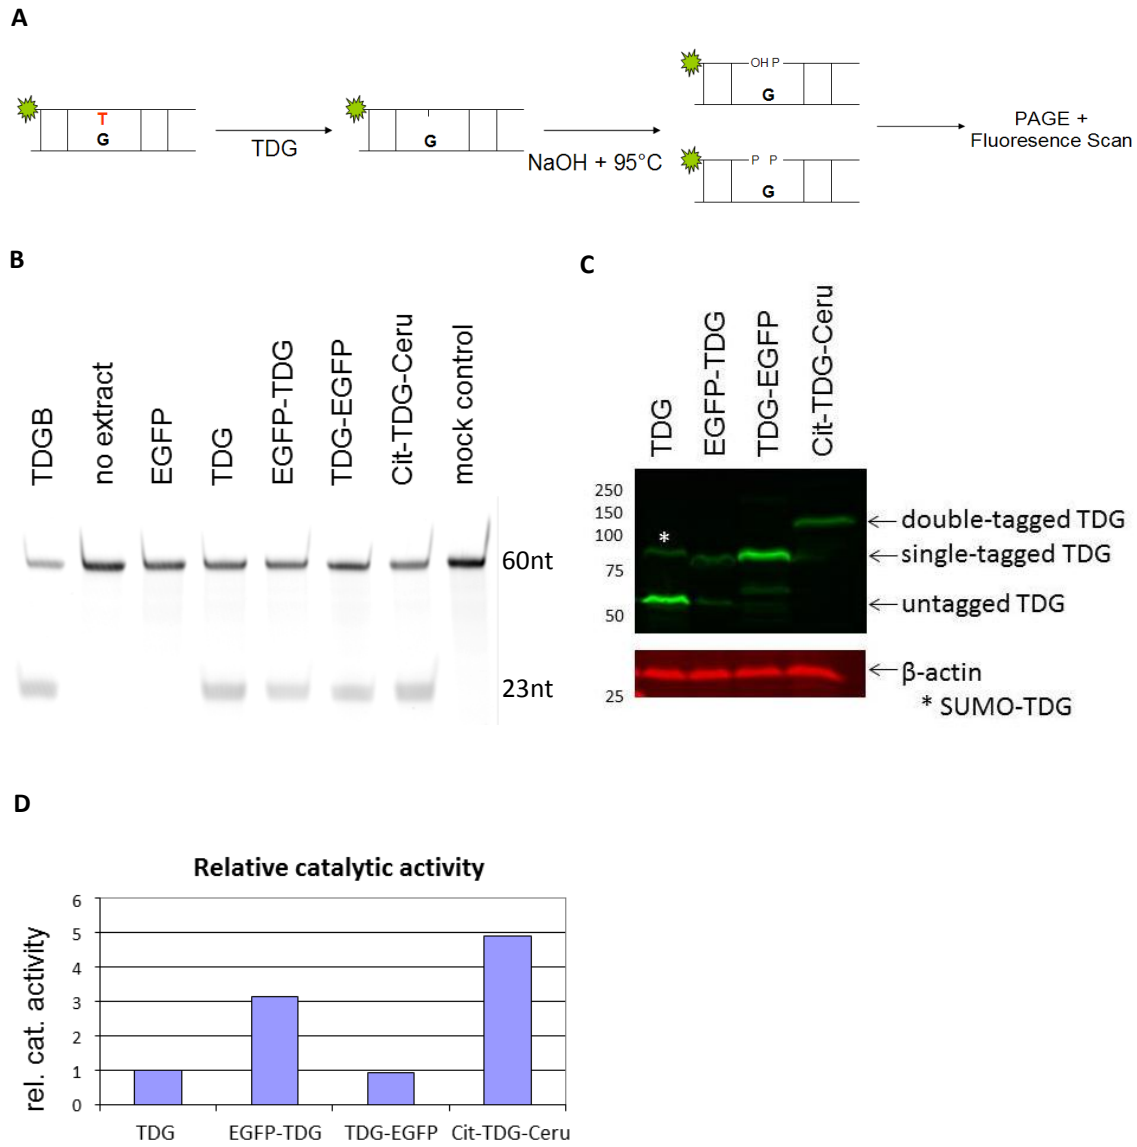 A
T
G
TDG
G
NaOH + 95°C
OH P
G
P P
G
PAGE +
Fluoresence Scan
B
TDGB
no extract
EGFP
TDG
EGFP-TDG
TDG-EGFP
Cit-TDG-Ceru
mock control
60nt
23nt
C
TDG
EGFP-TDG
TDG-EGFP
Cit-TDG-Ceru
250
150
100
75
50
25
*
double-tagged TDG
single-tagged TDG
untagged TDG
β-actin
* SUMO-TDG
D
Relative catalytic activity
rel. cat. activity
6
5
4
3
2
1
0
TDG
EGFP-TDG
TDG-EGFP
Cit-TDG-Ceru